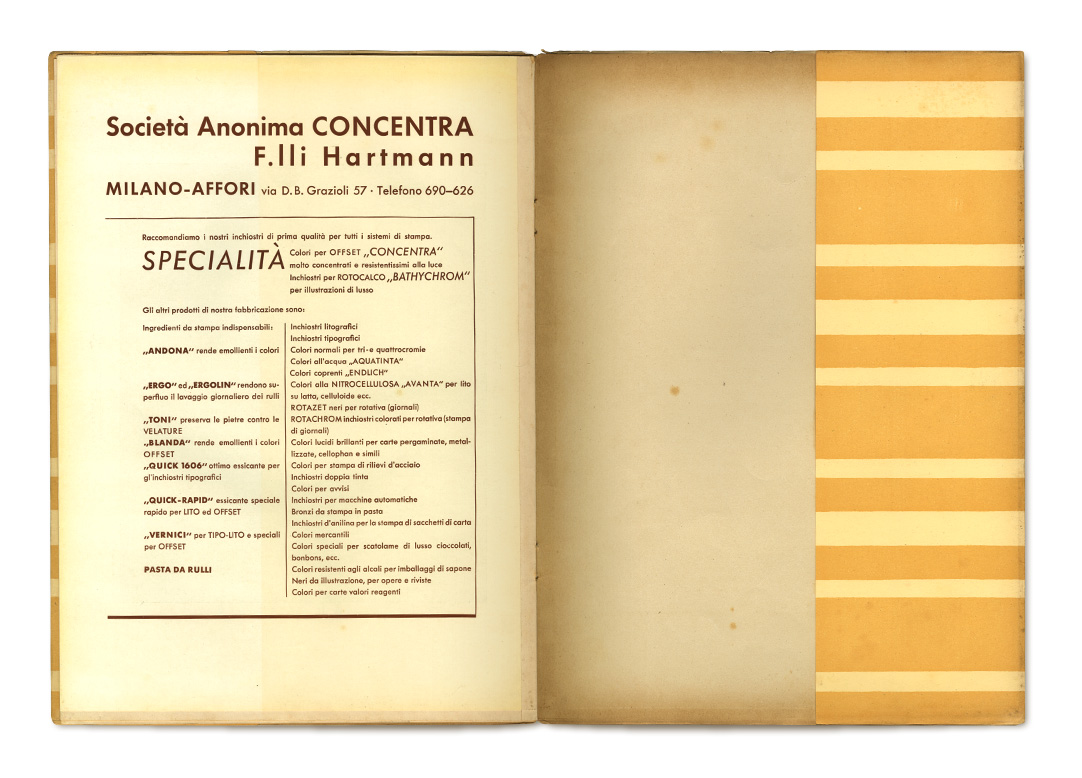 Società Anonima CONCENTRA
F.lli Hartmann
MILANO-AFFORI via D.B. Grazioli 57 · Telefono 690–626
Raccomandiamo i nostri inchiostri di prima qualità per tutti i sistemi di stampa.
SPECIALITÀ
Colori per OFFSET „CONCENTRA“
molto concentrati e resistentissimi alla luce
Inchiostri per ROTOCALCO „BATHYCHROM“
per illustrazioni di lusso
Gli altri prodotti di nostra fabbricazione sono:
Ingredienti da stampa indispensabili:
„ANDONA“ rende emollienti i colori
„ERGO“ ed „ERGOLIN“ rendono su-
perfluo il lavaggio giornaliero dei rulli
„TONI“ preserva le pietre contro le
VELATURE
„BLANDA“ rende emollienti i colori
OFFSET
„QUICK 1606“ ottimo essicante per
gl'inchiostri tipografici
„QUICK-RAPID“ essicante speciale
rapido per LITO ed OFFSET
„VERNICI“ per TIPO-LITO e speciali
per OFFSET
PASTA DA RULLI
Inchiostri litografici
Inchiostri tipografici
Colori normali per tri-e quattrocromie
Colori all'acqua „AQUATINTA“
Colori coprenti „ENDLICH“
Colori alla NITROCELLULOSA „AVANTA“ per lito
su latta, celluloide ecc.
ROTAZET neri per rotativa (giornali)
ROTACHROM inchiostri colorati per rotativa (stampa
di giornali)
Colori lucidi brillanti per carte pergaminate, metal-
lizzate, cellophan e simili
Colori per stampa di rilievi d'acciaio
Inchiostri doppia tinta
Colori per avvisi
Inchiostri per macchine automatiche
Bronzi da stampa in pasta
Inchiostri d'anilina per la stampa di sacchetti di carta
Colori mercantili
Colori speciali per scatolame di lusso cioccolati,
bonbons, ecc.
Colori resistenti agli alcali per imballaggi di sapone
Neri da illustrazione, per opere e riviste
Colori per carte valori reagenti